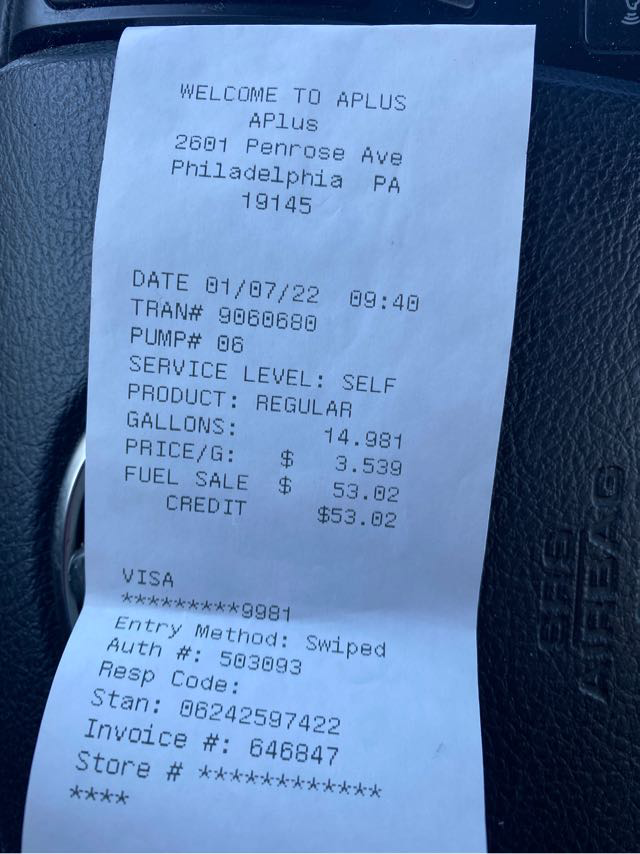 WELCOME TO APLUS
APlus
2601 Penrose Ave
Philadelphia PA
19145
DATE 01/07/22 09:40
TRAN# 9060680
PUMP# 06
SERVICE LEVEL: SELF
PRODUCT: REGULAR
GALLONS: 14.981
PRICE/G: $ 3.539
FUEL SALE $ 53.02
CREDIT $53.02
VISA
*********9981
Entry Method: Swiped
Auth #: 503093
Resp Code:
Stan: 06242597422
Invoice #: 646847
Store # ************
****
SRS
AIRBAG